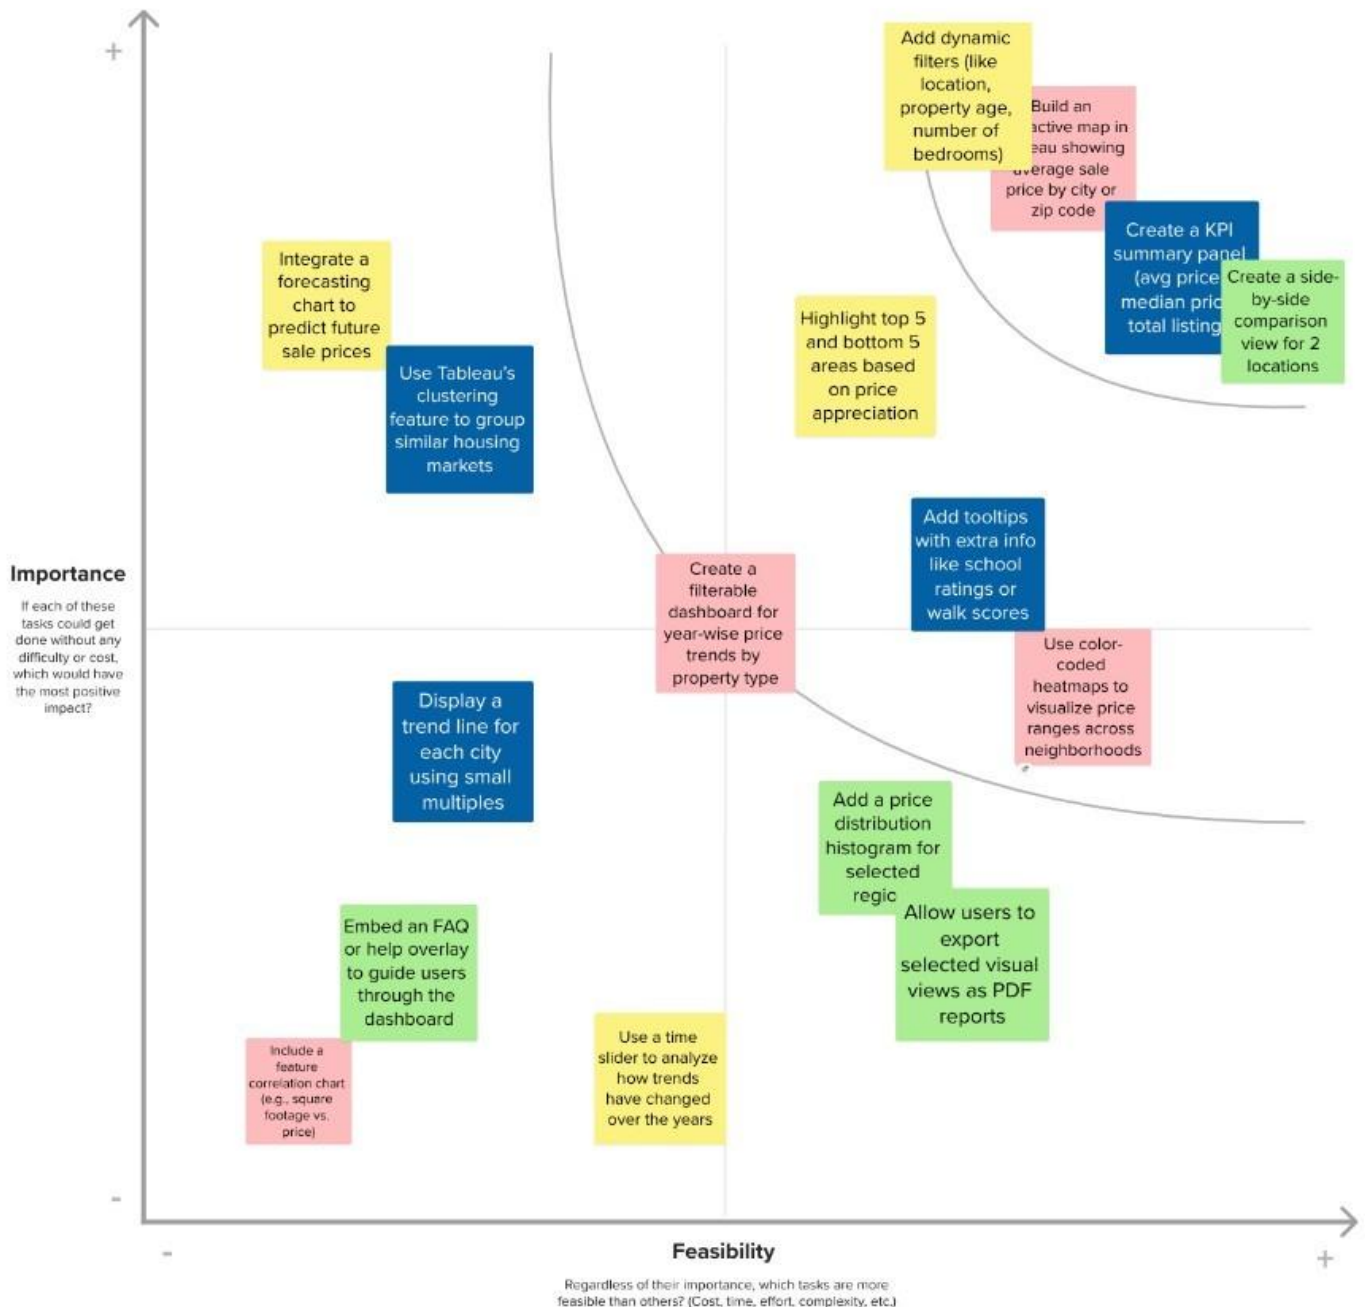 +
Add dynamic
filters (like
location,
property age,
number of
bedrooms)
Build an
active map in
eau showing
average sale
price by city or
zip code
Create a KPI
summary panel
(avg price
median pric
total listing
Create a side-
by-side
comparison
view for 2
locations
Integrate a
forecasting
chart to
predict future
sale prices
Use Tableau's
clustering
feature to group
similar housing
markets
Highlight top 5
and bottom 5
areas based
on price
appreciation
Add tooltips
with extra info
like school
ratings or
walk scores
Importance
If each of these
tasks could get
done without any
difficulty or cost,
which would have
the most positive
impact?
Create a
filterable
dashboard for
year-wise price
trends by
property type
Use color-
coded
heatmaps to
visualize price
ranges across
neighborhoods
Display a
trend line for
each city
using small
multiples
Add a price
distribution
histogram for
selected
regio
Allow users to
export
selected visual
views as PDF
reports
Embed an FAQ
or help overlay
to guide users
through the
dashboard
Include a
feature
correlation chart
(e.g., square
footage vs.
price)
Use a time
slider to analyze
how trends
have changed
over the years
-
-
Feasibility
+
Regardless of their importance, which tasks are more
feasible than others? (Cost, time, effort, complexity, etc.)